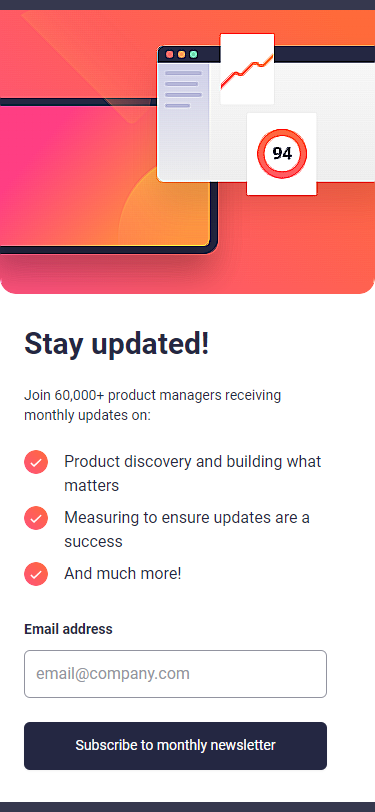 94
Stay updated!
Join 60,000+ product managers receiving
monthly updates on:
Product discovery and building what
matters
Measuring to ensure updates are a
success
And much more!
Email address
email@company.com
Subscribe to monthly newsletter